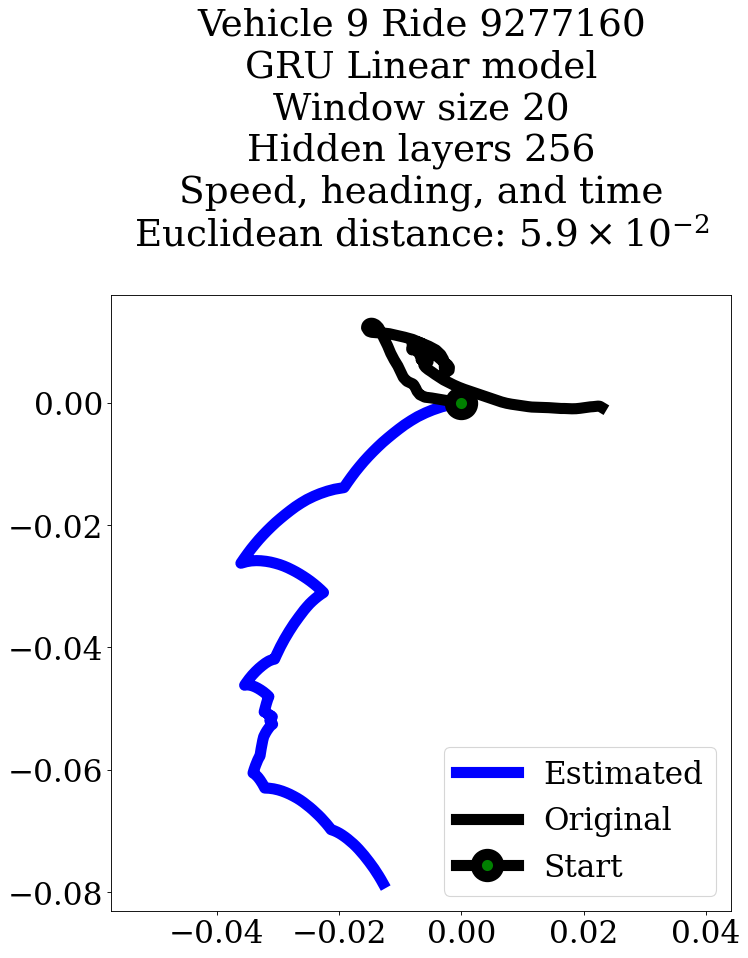 Vehicle 9 Ride 9277160
GRU Linear model
Window size 20
Hidden layers 256
Speed, heading, and time
Euclidean distance: 5.9 × 10⁻²
0.00
−0.02
−0.04
−0.06
−0.08
Estimated
Original
Start
−0.04 −0.02 0.00 0.02 0.04